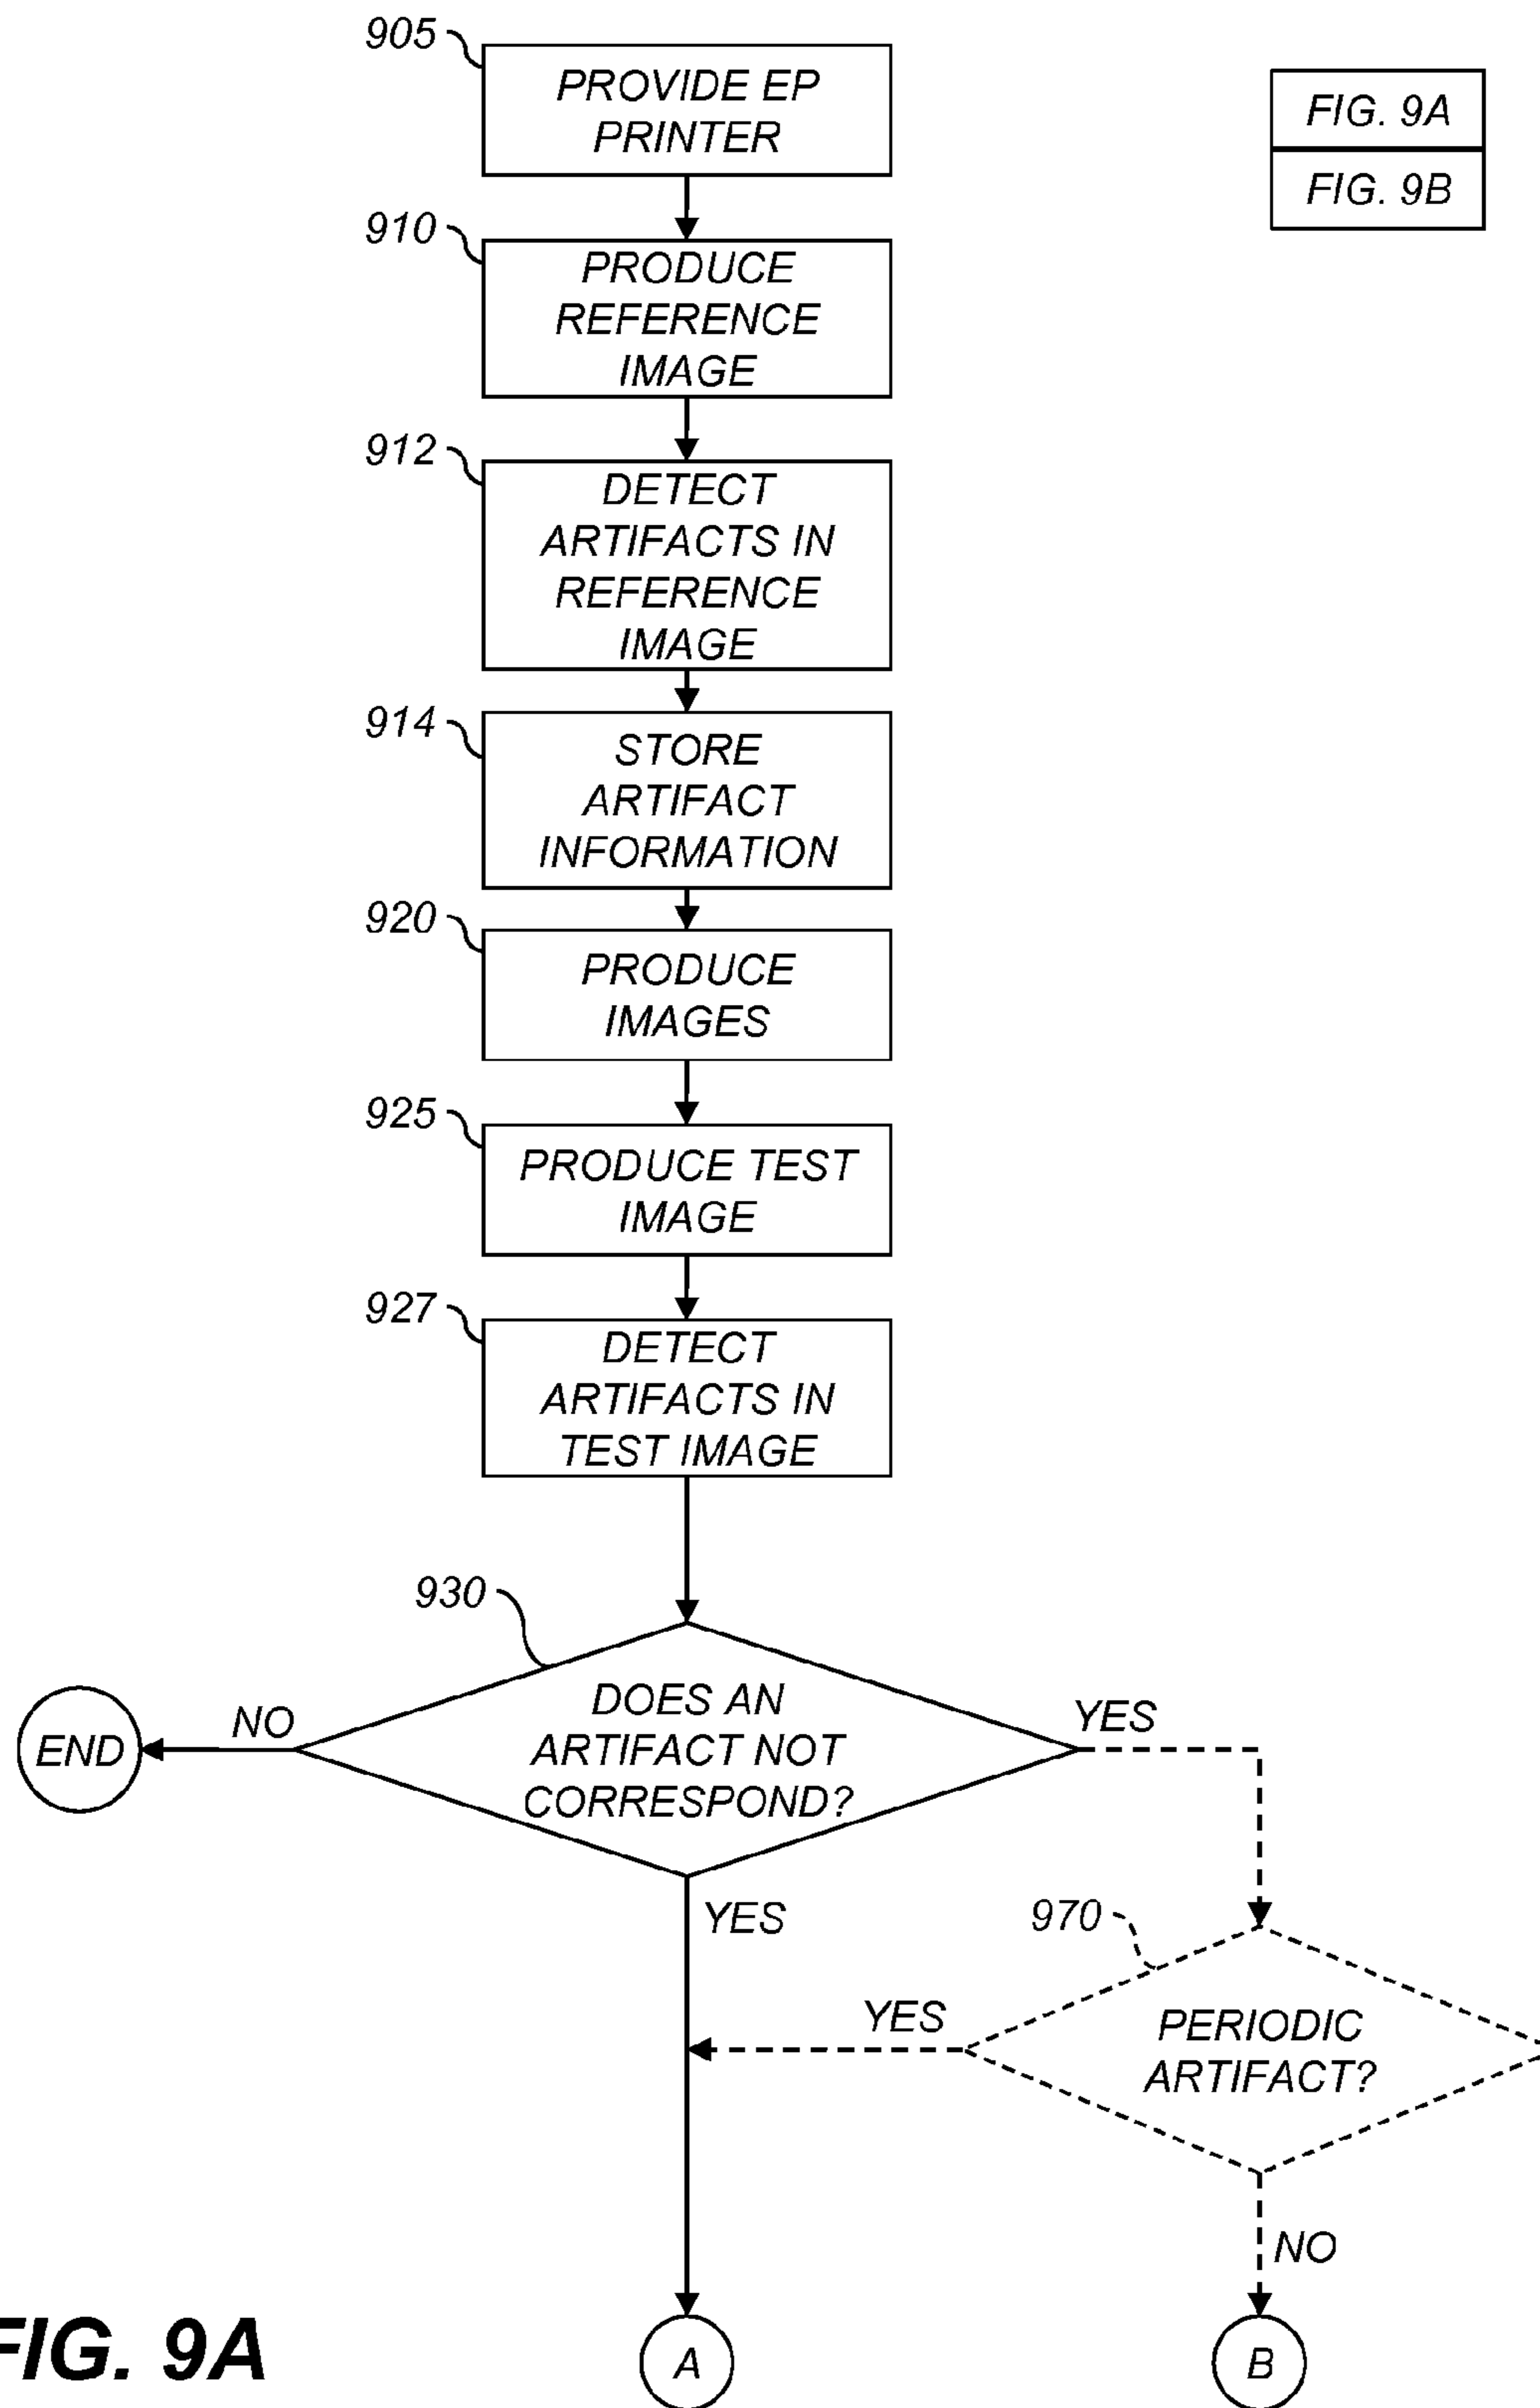 905
PROVIDE EP
PRINTER
FIG. 9A
FIG. 9B
910
PRODUCE
REFERENCE
IMAGE
912
DETECT
ARTIFACTS IN
REFERENCE
IMAGE
914
STORE
ARTIFACT
INFORMATION
920
PRODUCE
IMAGES
925
PRODUCE TEST
IMAGE
927
DETECT
ARTIFACTS IN
TEST IMAGE
930
DOES AN
ARTIFACT NOT
CORRESPOND?
NO
END
YES
YES
970
PERIODIC
ARTIFACT?
YES
NO
A
B
FIG. 9A